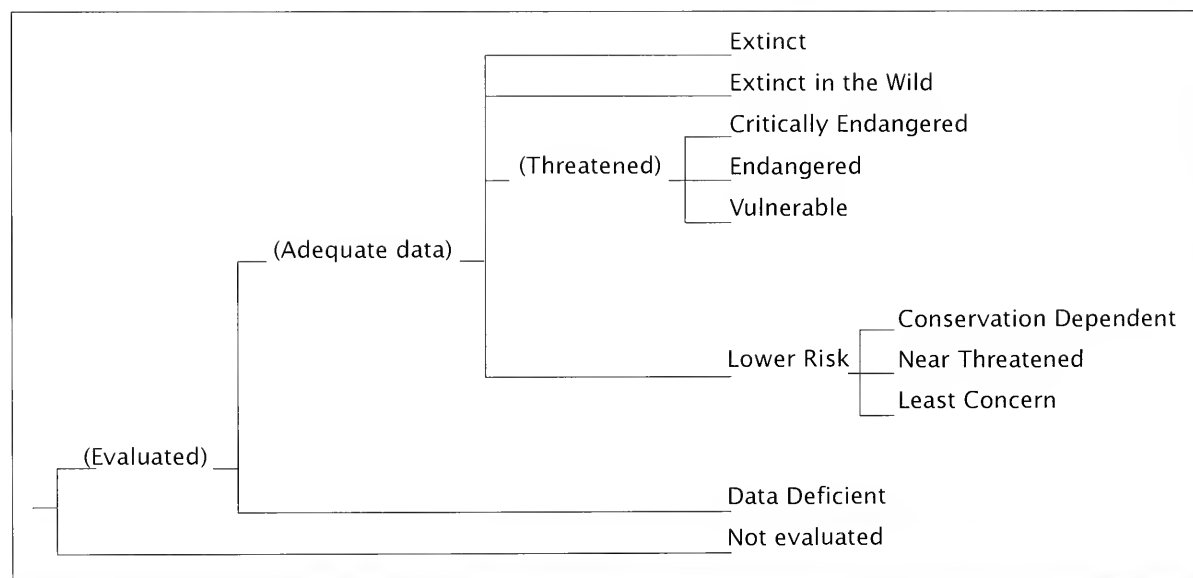 Extinct
Extinct in the Wild
Critically Endangered
(Threatened)
Endangered
Vulnerable
(Adequate data)
Conservation Dependent
Lower Risk
Near Threatened
Least Concern
(Evaluated)
Data Deficient
Not evaluated